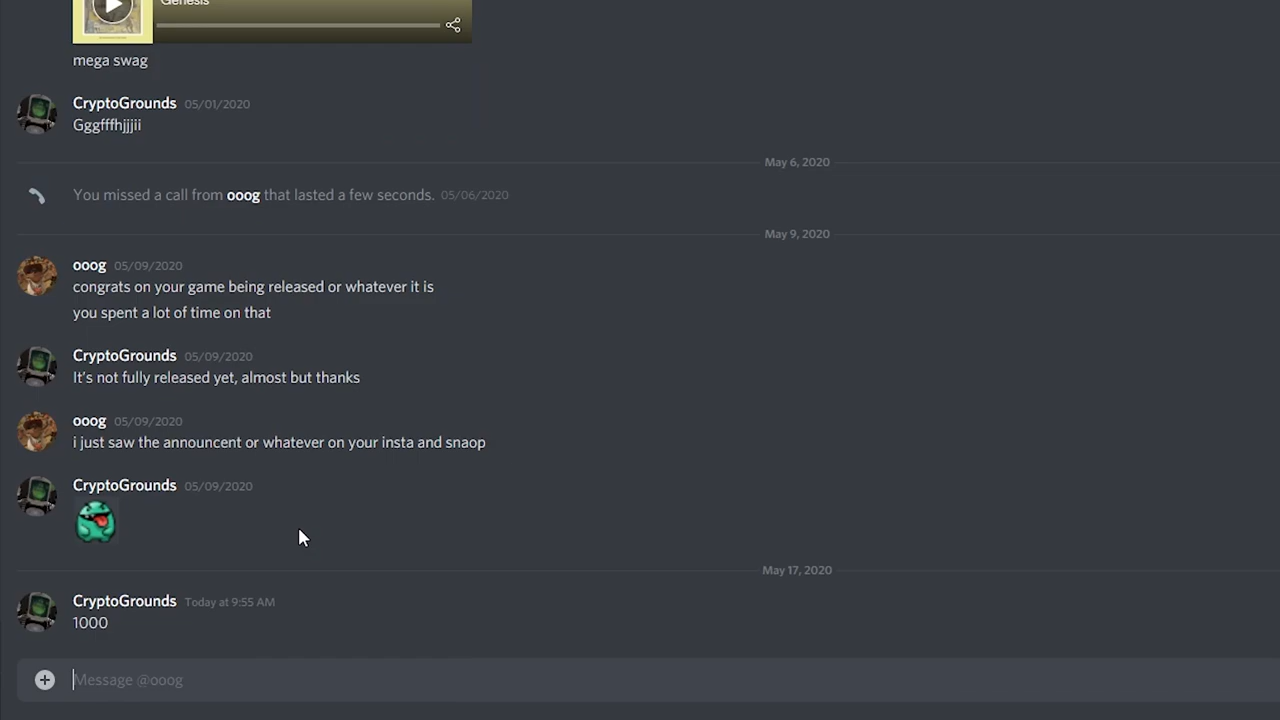 Genesis
mega swag
CryptoGrounds 05/01/2020
Gggfffhjjjii
May 6, 2020
You missed a call from ooog that lasted a few seconds. 05/06/2020
May 9, 2020
ooog 05/09/2020
congrats on your game being released or whatever it is
you spent a lot of time on that
CryptoGrounds 05/09/2020
It's not fully released yet, almost but thanks
ooog 05/09/2020
i just saw the announcent or whatever on your insta and snaop
CryptoGrounds 05/09/2020
May 17, 2020
CryptoGrounds Today at 9:55 AM
1000
Message @ooog